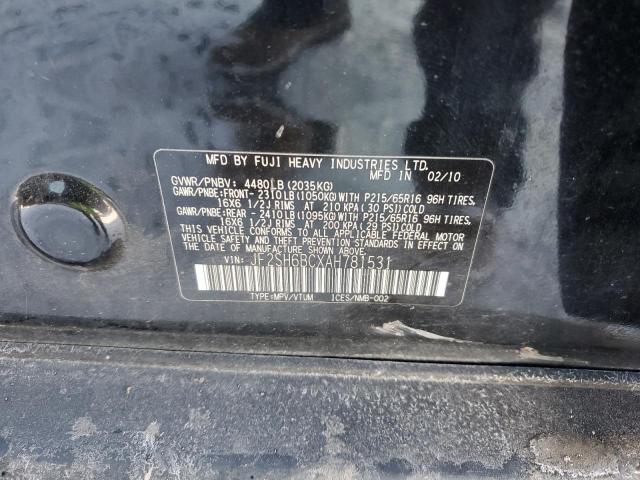 MFD BY FUJI HEAVY INDUSTRIES LTD.
MFD IN 02/10
GVWR/PNBV: 4480LB(2035KG)
GAWR/PNBE:FRONT-2310LB(1050KG)WITH P215/65R16 96H TIRES.
16X6 1/2J RIMS AT 210 KPA(30 PSI)COLD
GAWR/PNBE:REAR -2410LB(1095KG)WITH P215/65R16 96H TIRES.
16X6 1/2J RIMS AT 200 KPA(29 PSI)COLD
THIS VEHICLE CONFORMS TO ALL APPLICABLE FEDERAL MOTOR
VEHICLE SAFETY STANDARDS IN EFFECT ON THE DATE OF
MANUFACTURE SHOWN ABOVE.
VIN: JF2SH6BCXAH781531
TYPE:MPV/VTUM ICES/NMB-002